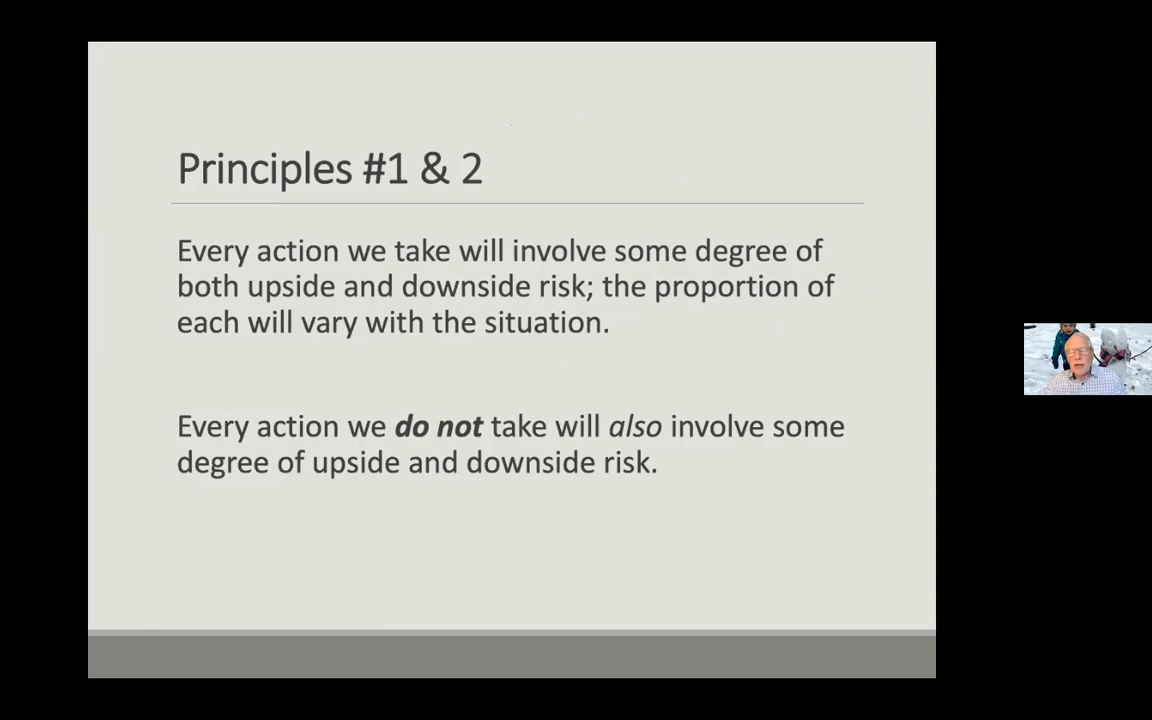 Principles #1 & 2
Every action we take will involve some degree of
both upside and downside risk; the proportion of
each will vary with the situation.
Every action we do not take will also involve some
degree of upside and downside risk.